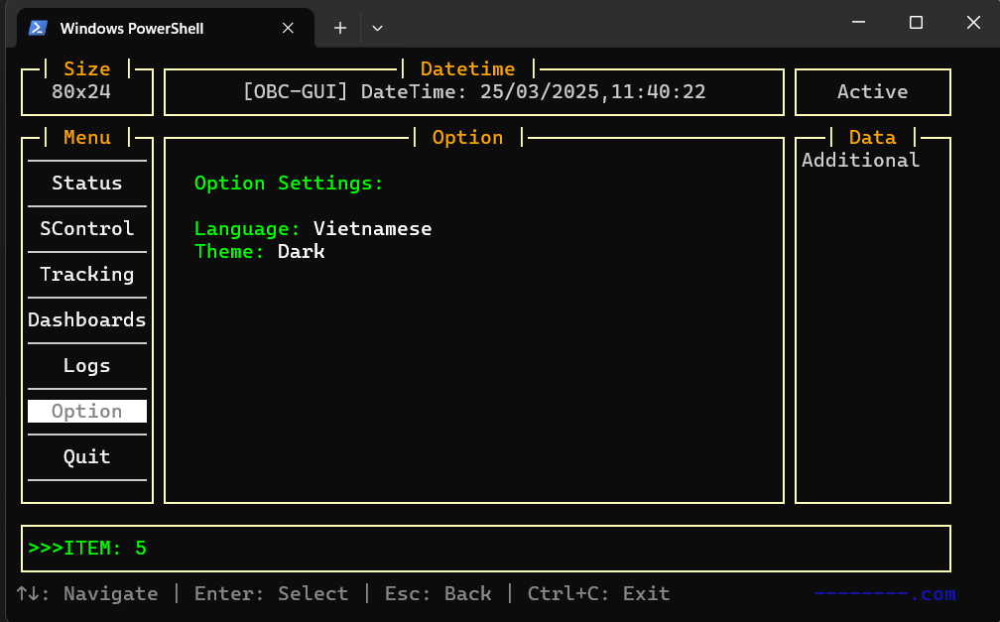 Windows PowerShell
Size
80x24
Datetime
[OBC-GUI] DateTime: 25/03/2025,11:40:22
Active
Menu
Status
SControl
Tracking
Dashboards
Logs
Option
Quit
Option
Option Settings:
Language: Vietnamese
Theme: Dark
Data
Additional
>>>ITEM: 5
↑↓: Navigate | Enter: Select | Esc: Back | Ctrl+C: Exit
--------.com